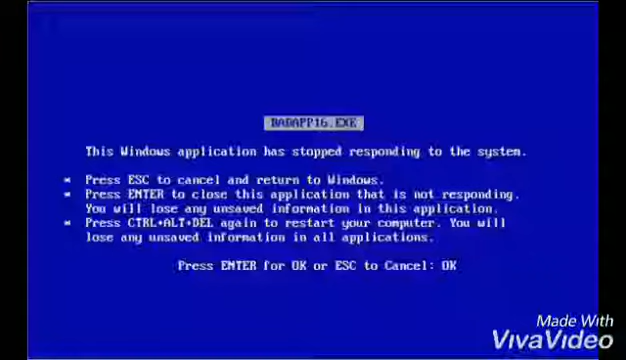 BADAPP16.EXE
This Windows application has stopped responding to the system.
* Press ESC to cancel and return to Windows.
* Press ENTER to close this application that is not responding.
You will lose any unsaved information in this application.
* Press CTRL+ALT+DEL again to restart your computer. You will
lose any unsaved information in all applications.
Press ENTER for OK or ESC to Cancel: OK
Made With
VivaVideo